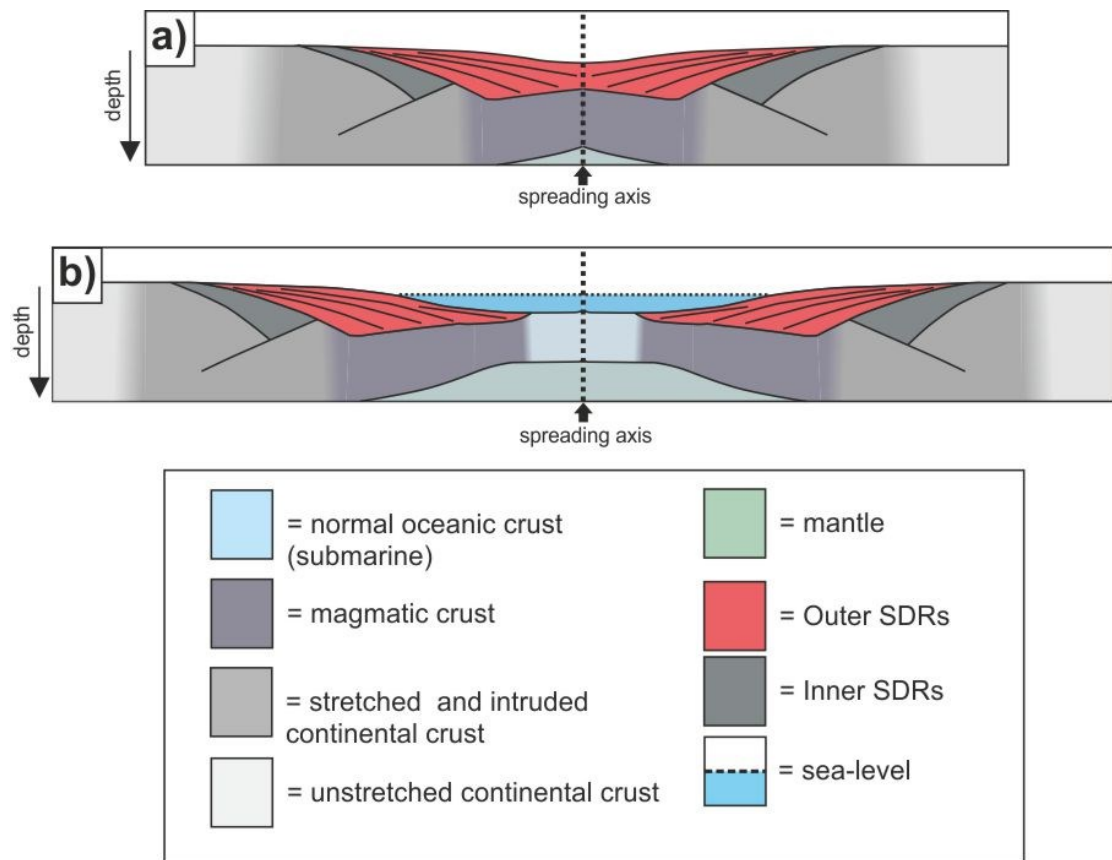 a)
depth
spreading axis
b)
depth
spreading axis
= normal oceanic crust
(submarine)
= magmatic crust
= stretched and intruded
continental crust
= unstretched continental crust
= mantle
= Outer SDRs
= Inner SDRs
= sea-level